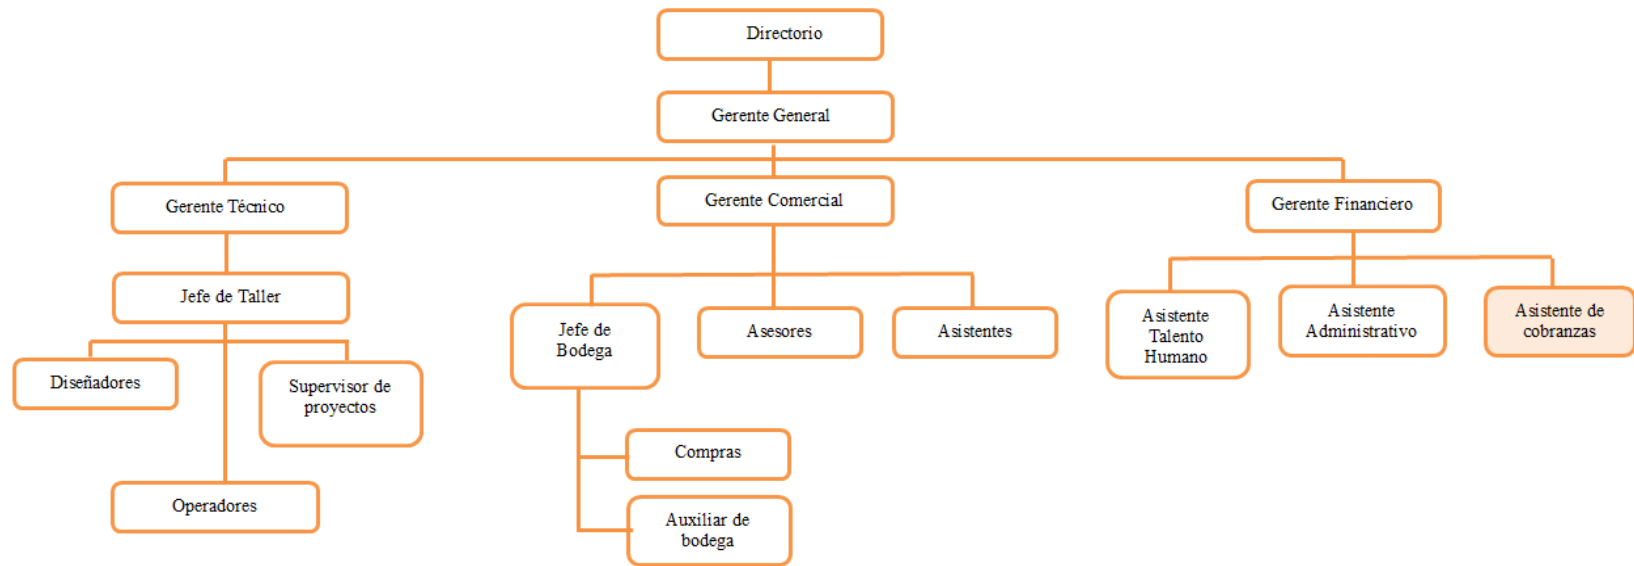 Directorio
Gerente General
Gerente Técnico
Gerente Comercial
Gerente Financiero
Jefe de Taller
Jefe de
Bodega
Asesores
Asistentes
Asistente
Talento
Humano
Asistente
Administrativo
Asistente de
cobranzas
Diseñadores
Supervisor de
proyectos
Compras
Operadores
Auxiliar de
bodega